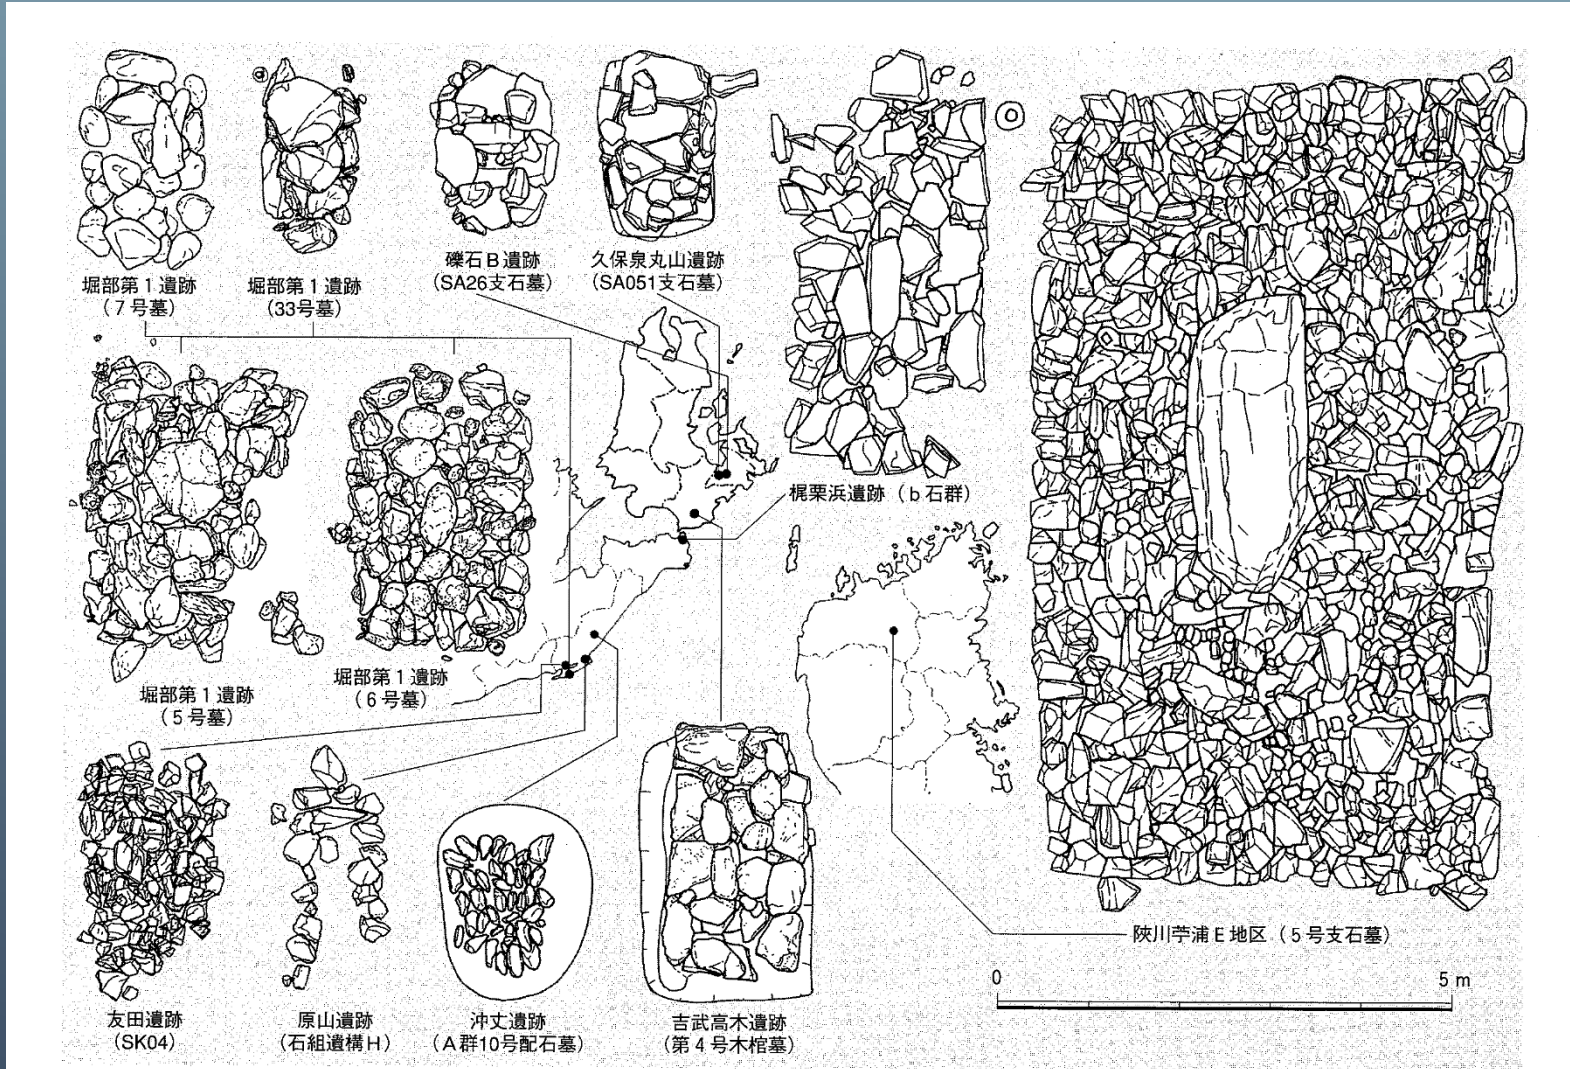 堀部第1遺跡
(7号墓)
堀部第1遺跡
(33号墓)
礫石B遺跡
(SA26支石墓)
久保泉丸山遺跡
(SA051支石墓)
梶栗浜遺跡(b石群)
堀部第1遺跡
(5号墓)
堀部第1遺跡
(6号墓)
陜川苧浦E地区(5号支石墓)
0 5m
友田遺跡
(SK04)
原山遺跡
(石組遺構H)
沖丈遺跡
(A群10号配石墓)
吉武高木遺跡
(第4号木棺墓)